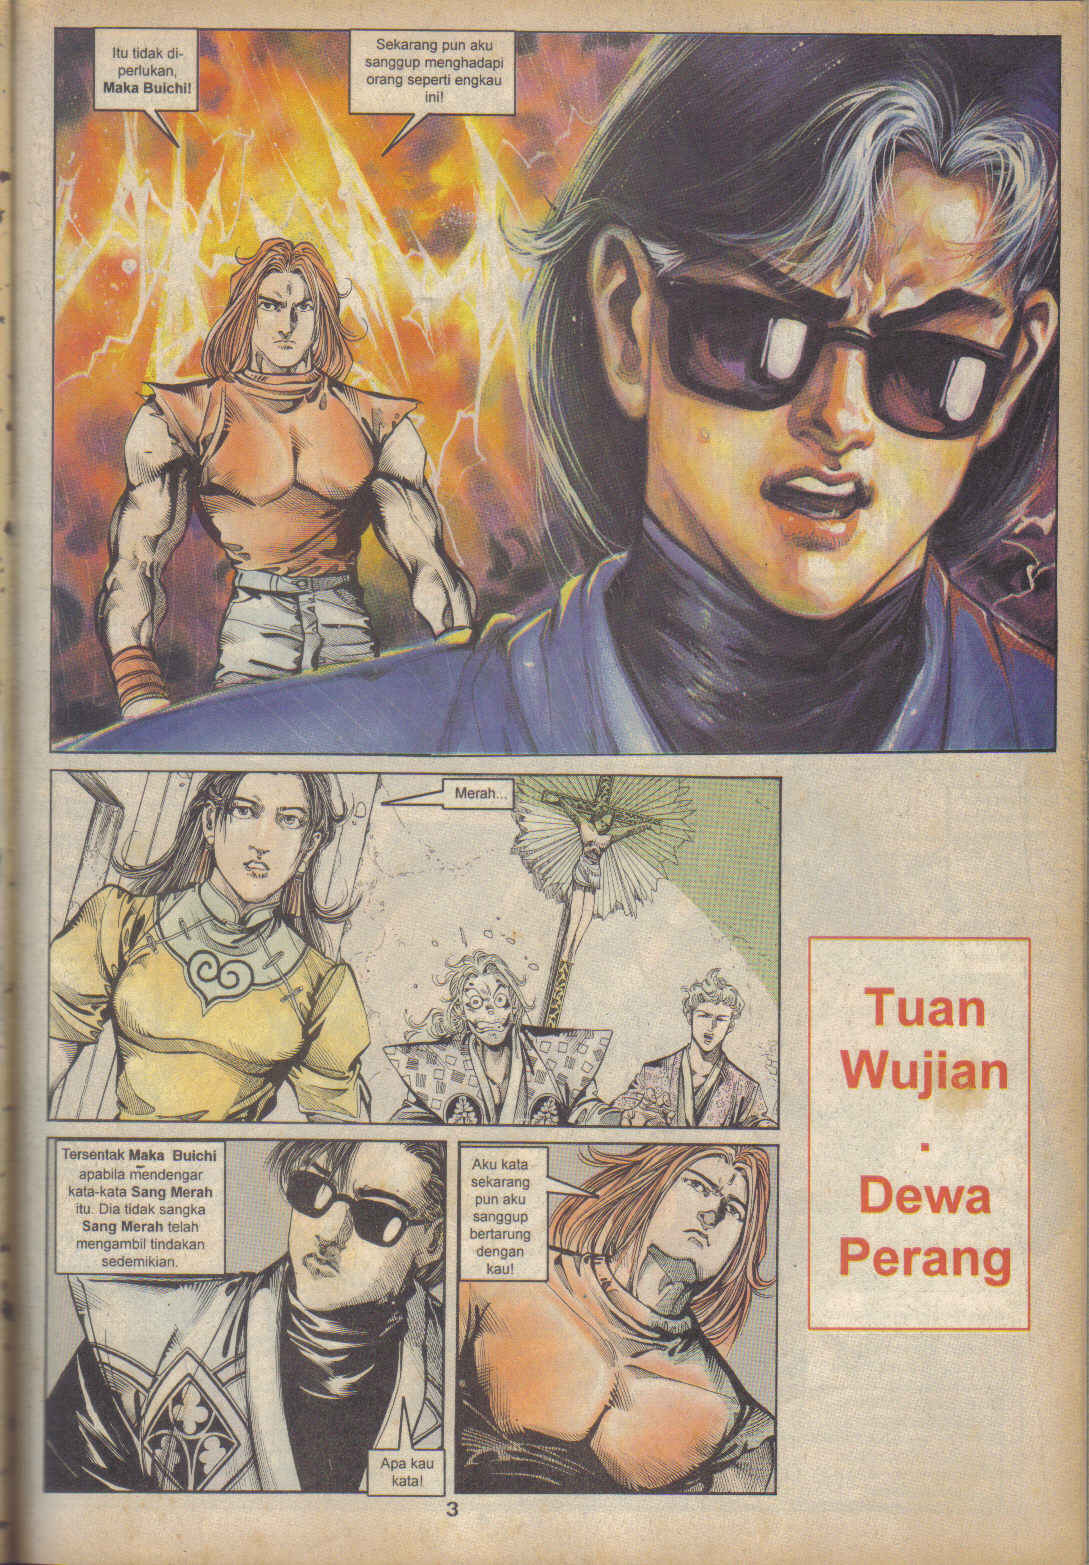 Itu tidak di-
perlukan,
Maka Buichi!
Sekarang pun aku
sanggup menghadapi
orang seperti engkau
ini!
Merah...
Tuan
Wujian
·
Dewa
Perang
Tersentak Maka Buichi
apabila mendengar
kata-kata Sang Merah
itu. Dia tidak sangka
Sang Merah telah
mengambil tindakan
sedemikian.
Apa kau
kata!
Aku kata
sekarang
pun aku
sanggup
bertarung
dengan
kau!
3